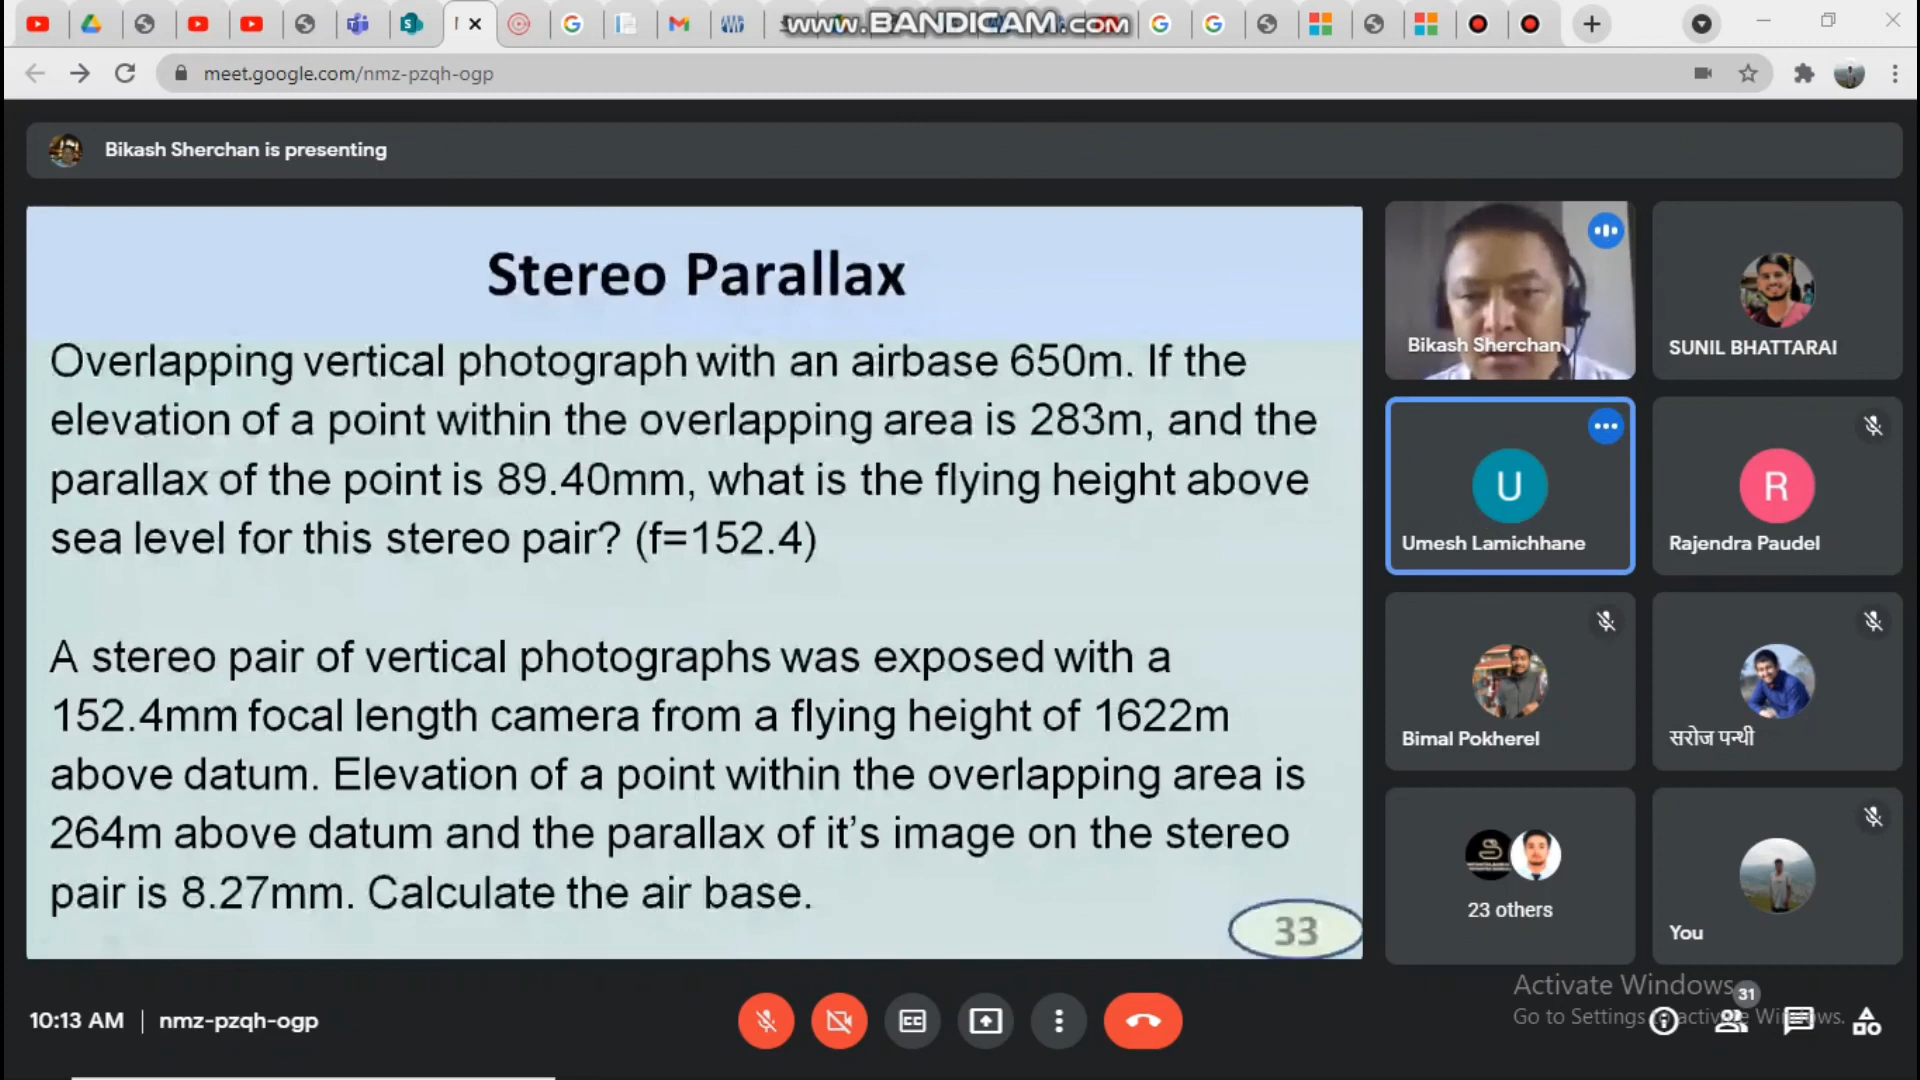 www.BANDICAM.com
meet.google.com/nmz-pzqh-ogp
Bikash Sherchan is presenting
Stereo Parallax
Overlapping vertical photograph with an airbase 650m. If the
elevation of a point within the overlapping area is 283m, and the
parallax of the point is 89.40mm, what is the flying height above
sea level for this stereo pair? (f=152.4)
A stereo pair of vertical photographs was exposed with a
152.4mm focal length camera from a flying height of 1622m
above datum. Elevation of a point within the overlapping area is
264m above datum and the parallax of it’s image on the stereo
pair is 8.27mm. Calculate the air base.
33
Bikash Sherchan
SUNIL BHATTARAI
U
Umesh Lamichhane
R
Rajendra Paudel
Bimal Pokherel
सरोज पन्थी
23 others
You
10:13 AM | nmz-pzqh-ogp
CC
Activate Windows
31
Go to Settings to activate Windows.